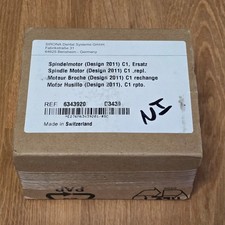 SIRONA Dental Systems GmbH
Fabrikstraße 31
64625 Bensheim - Germany
Spindelmotor (Design 2011) C1, Ersatz
Spindle Motor (Design 2011) C1 ,repl.
Moteur Broche (Design 2011) C1 rechange
Motor Husillo (Design 2011), C1 rpto.
REF 6343920 C3439
Made in Switzerland
NI
PAP